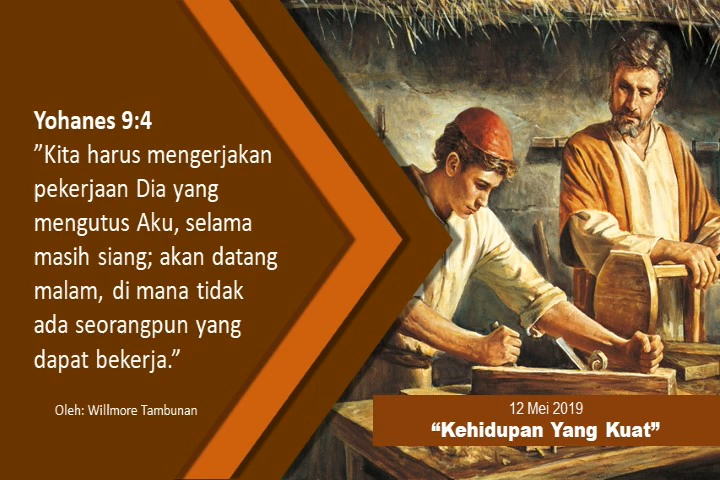 Yohanes 9:4
”Kita harus mengerjakan
pekerjaan Dia yang
mengutus Aku, selama
masih siang; akan datang
malam, di mana tidak
ada seorangpun yang
dapat bekerja.”
Oleh: Willmore Tambunan
12 Mei 2019
“Kehidupan Yang Kuat”